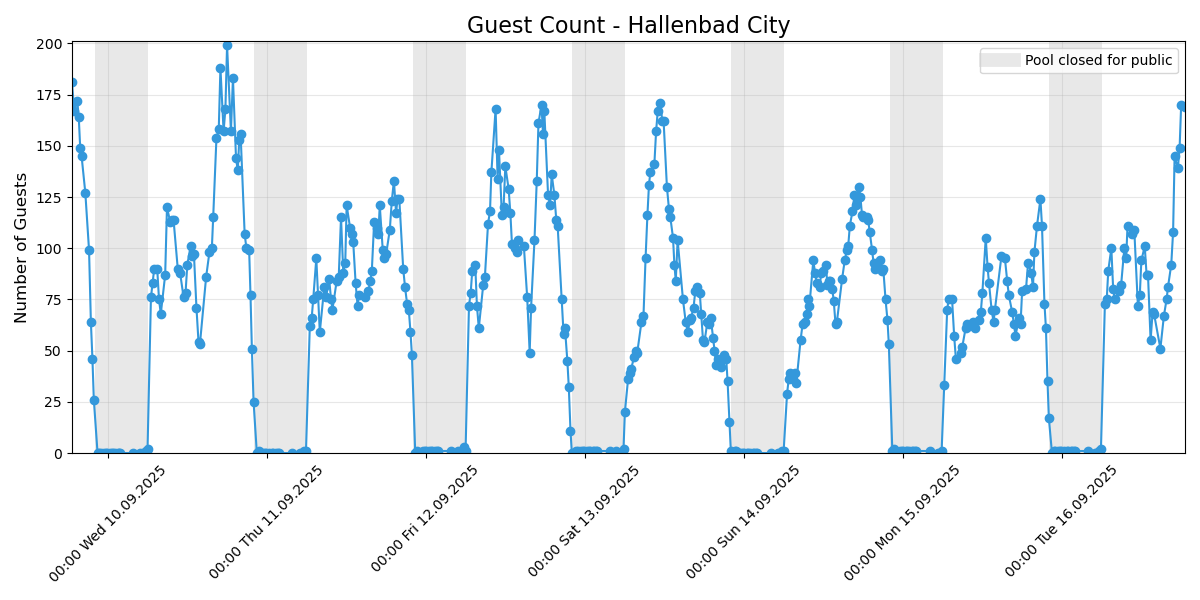 Guest Count - Hallenbad City
Pool closed for public
Number of Guests
200
175
150
125
100
75
50
25
0
00:00 Wed 10.09.2025
00:00 Thu 11.09.2025
00:00 Fri 12.09.2025
00:00 Sat 13.09.2025
00:00 Sun 14.09.2025
00:00 Mon 15.09.2025
00:00 Tue 16.09.2025